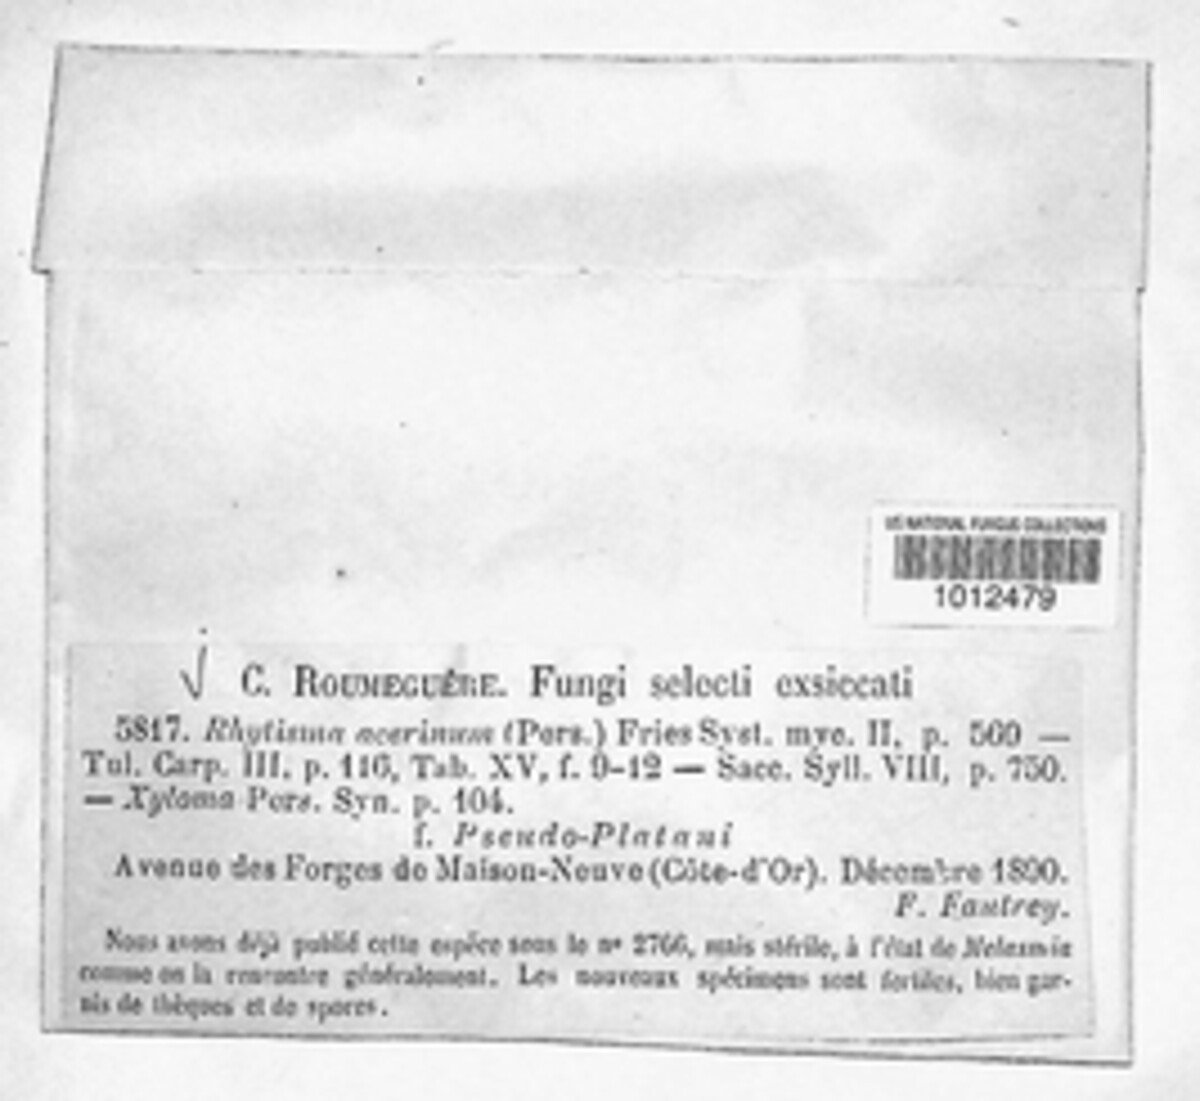 US NATIONAL FUNGUS COLLECTIONS
1012479
C. ROUMEGUÈRE. Fungi selecti exsiccati
5817. Rhytisma acerinum (Pers.) Fries Syst. myc. II, p. 569 —
Tul. Carp. III, p. 116, Tab. XV, f. 9-12 — Sacc. Syll. VIII, p. 750.
— Xyloma Pers. Syn. p. 104.
f. Pseudo-Platani
Avenue des Forges de Maison-Neuve (Côte-d'Or). Décembre 1890.
F. Fautrey.
Nous avons déjà publié cette espèce sous le nº 2766, mais stérile, à l'état de Melasmia
comme on la rencontre généralement. Les nouveaux spécimens sont fertiles, bien gar-
nis de thèques et de spores.